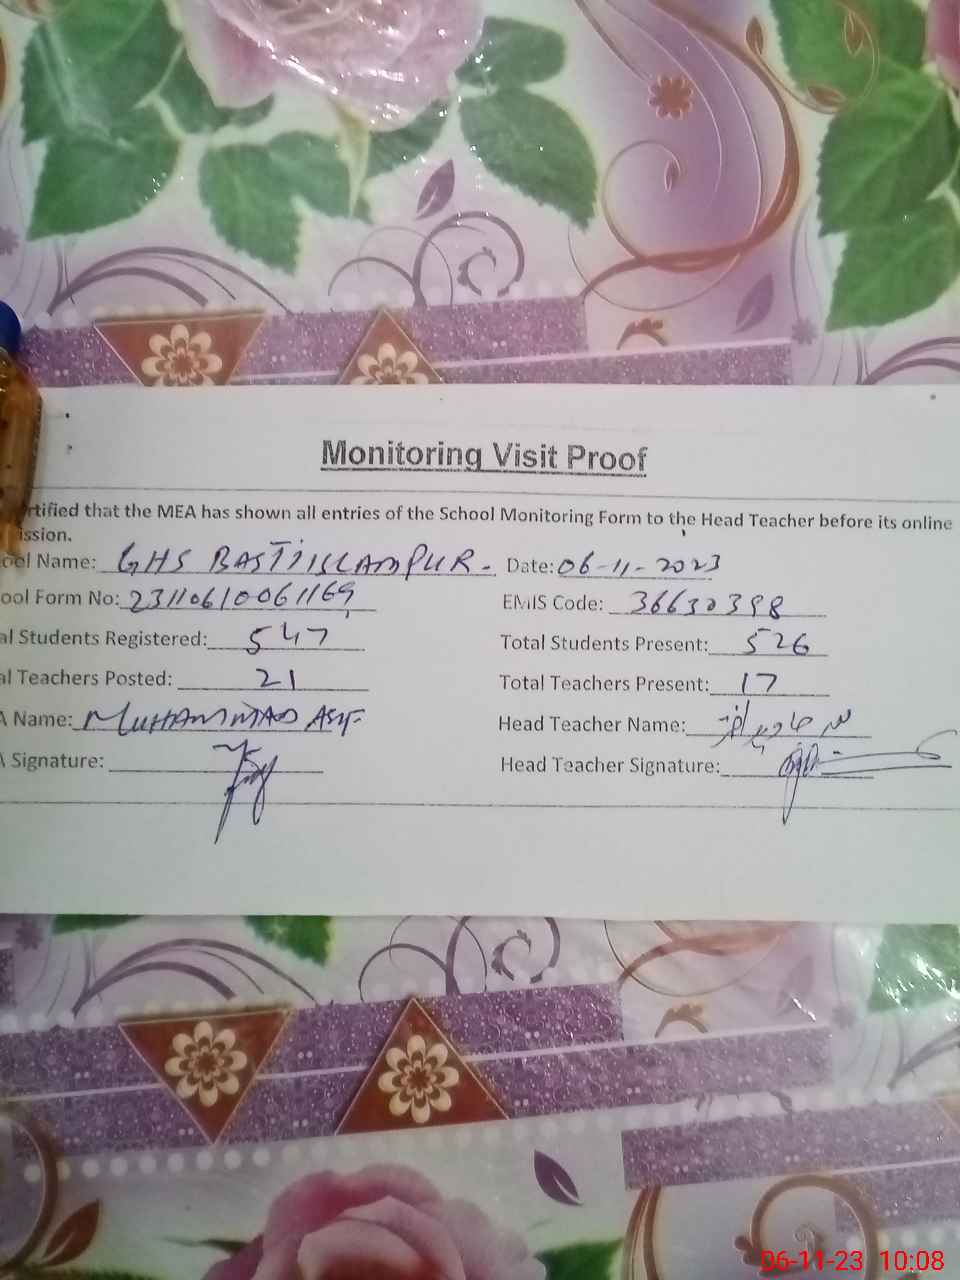 Monitoring Visit Proof
rtified that the MEA has shown all entries of the School Monitoring Form to the Head Teacher before its online
ission.
ool Name: GHS BASTIISLAMPUR. Date: 06-11-2023
ool Form No: 23110610061169 EMIS Code: 36630398
al Students Registered: 547 Total Students Present: 526
al Teachers Posted: 21 Total Teachers Present: 17
A Name: MUHAMMAD ASIF Head Teacher Name:
A Signature: Head Teacher Signature:
06-11-23 10:08